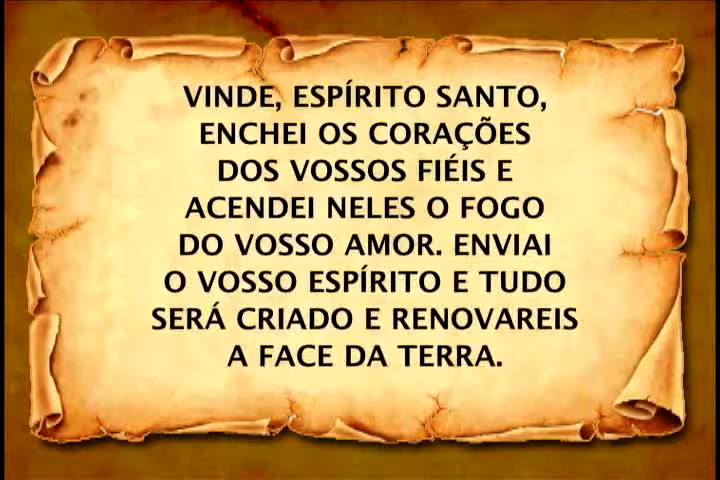 VINDE, ESPÍRITO SANTO,
ENCHEI OS CORAÇÕES
DOS VOSSOS FIÉIS E
ACENDEI NELES O FOGO
DO VOSSO AMOR. ENVIAI
O VOSSO ESPÍRITO E TUDO
SERÁ CRIADO E RENOVAREIS
A FACE DA TERRA.